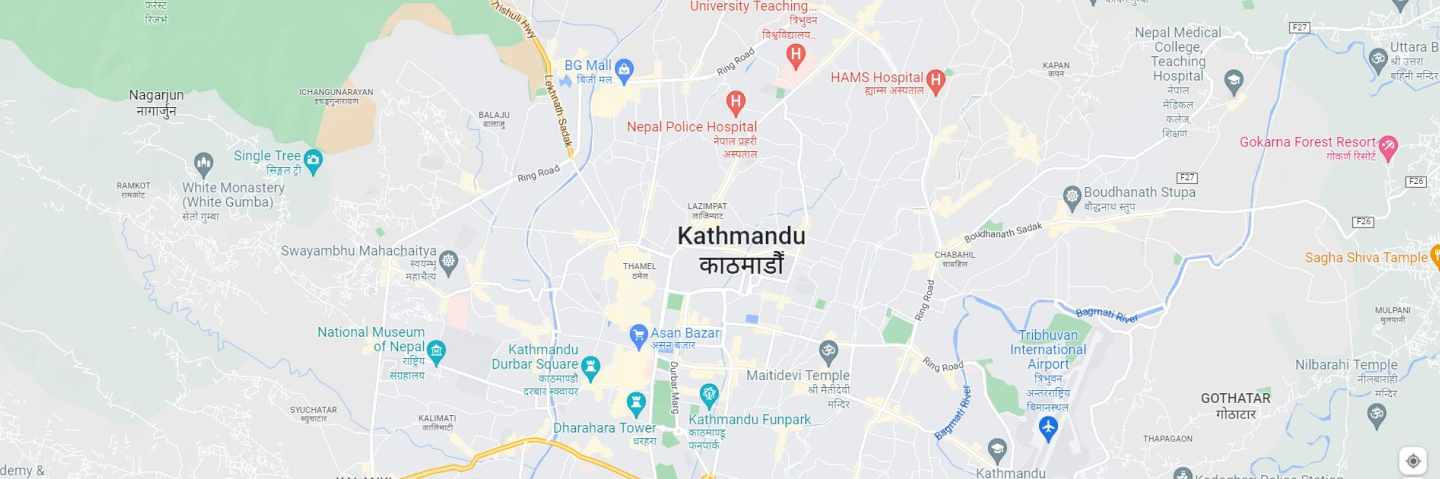 फरेस्ट
रिजर्भ
Trishuli Hwy
University Teaching...
त्रिभुवन
विश्वविद्यालय...
Nepal Medical
College,
Teaching
Hospital
नेपाल
मेडिकल
कलेज,
शिक्षण...
F27
Uttara B
श्री उत्तरा
बर्हिनी मन्दिर
BG Mall
बिजी मल
Ring Road
HAMS Hospital
ह्याम्स अस्पताल
KAPAN
कपन
Nagarjun
नागार्जुन
ICHANGUNARAYAN
इचङ्गुनारायण
Lekhnath Sadak
BALAJU
बालाजु
Nepal Police Hospital
नेपाल प्रहरी
अस्पताल
Gokarna Forest Resort
गोकर्ण रिसोर्ट
Single Tree
सिङ्गल ट्री
RAMKOT
रामकोट
White Monastery
(White Gumba)
सेतो गुम्बा
Ring Road
F27
F26
Boudhanath Stupa
बौद्धनाथ स्तुप
LAZIMPAT
लाजिम्पाट
Kathmandu
काठमाडौँ
F26
Boudhanath Sadak
Swayambhu Mahachaitya
स्वयम्भू
महाचैत्य
THAMEL
ठमेल
CHABAHIL
चाबहिल
Sagha Shiva Tample
Ring Road
Bagmati River
MULPANI
मुलपानी
National Museum
of Nepal
राष्ट्रिय
संग्रहालय
Asan Bazar
असन बजार
Kathmandu
Durbar Square
काठमाण्डौ
दरबार स्क्वायर
Durbar Marg
Maitidevi Temple
श्री मैतीदेवी
मन्दिर
Ring Road
Tribhuvan
International
Airport
त्रिभुवन
अन्तरराष्ट्रिय
बिमानस्थल
Nilbarahi Temple
नीलबाराही
मन्दिर
Bagmati River
GOTHATAR
गोठाटार
SYUCHATAR
स्युचाटार
KALIMATI
कालिमाटी
Dharahara Tower
धरहरा
Kathmandu Funpark
काठमाण्डू
फनपार्क
THAPAGAON
थापागाउँ
demy &
KALANKI
Kathmandu
Kadaghari Police Station